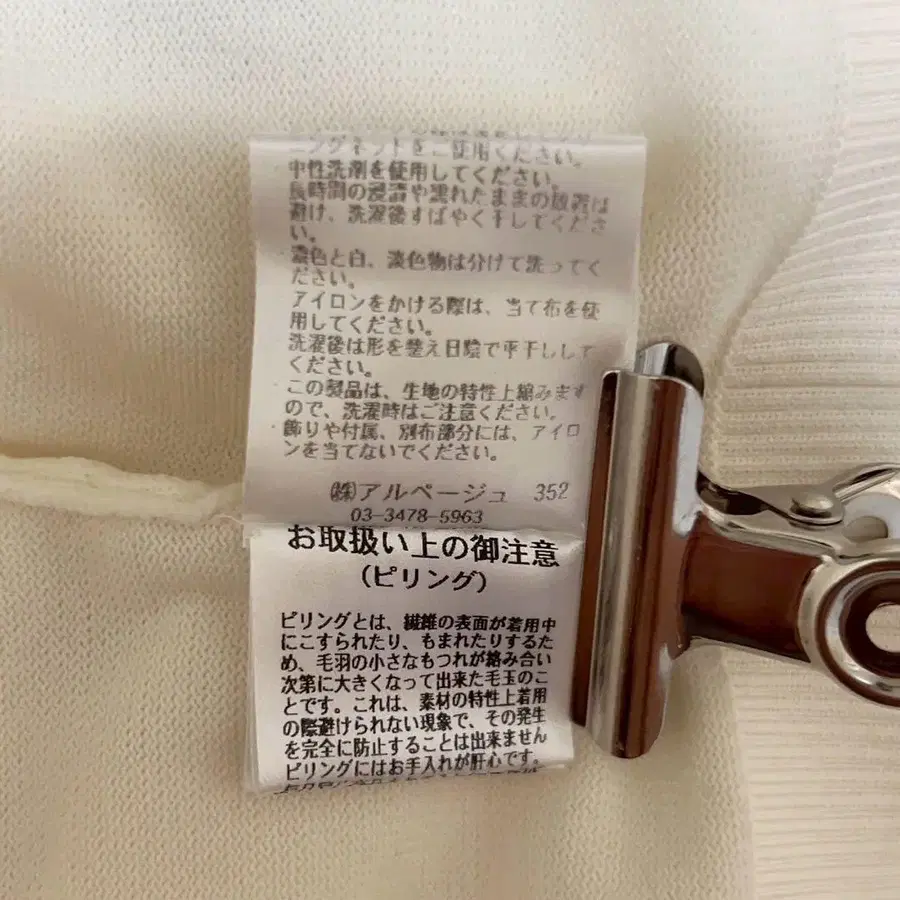 ニングネットをご使用ください。
中性洗剤を使用してください。
長時間の浸漬や濡れたままの放置は
避け、洗濯後すばやく干してくださ
い。
濃色と白、淡色物は分けて洗ってく
ださい。
アイロンをかける際は、当て布を使
用してください。
洗濯後は形を整え日陰で平干しして
ください。
この製品は、生地の特性上縮みます
ので、洗濯時はご注意ください。
飾りや付属、別布部分には、アイロ
ンを当てないでください。
㈱アルページュ 352
03-3478-5963
お取扱い上の御注意
(ピリング)
ピリングとは、繊維の表面が着用中
にこすられたり、もまれたりするた
め、毛羽の小さなもつれが絡み合い
次第に大きくなって出来た毛玉のこ
とです。これは、素材の特性上着用
の際避けられない現象で、その発生
を完全に防止することは出来ません
ピリングにはお手入れが肝心です。